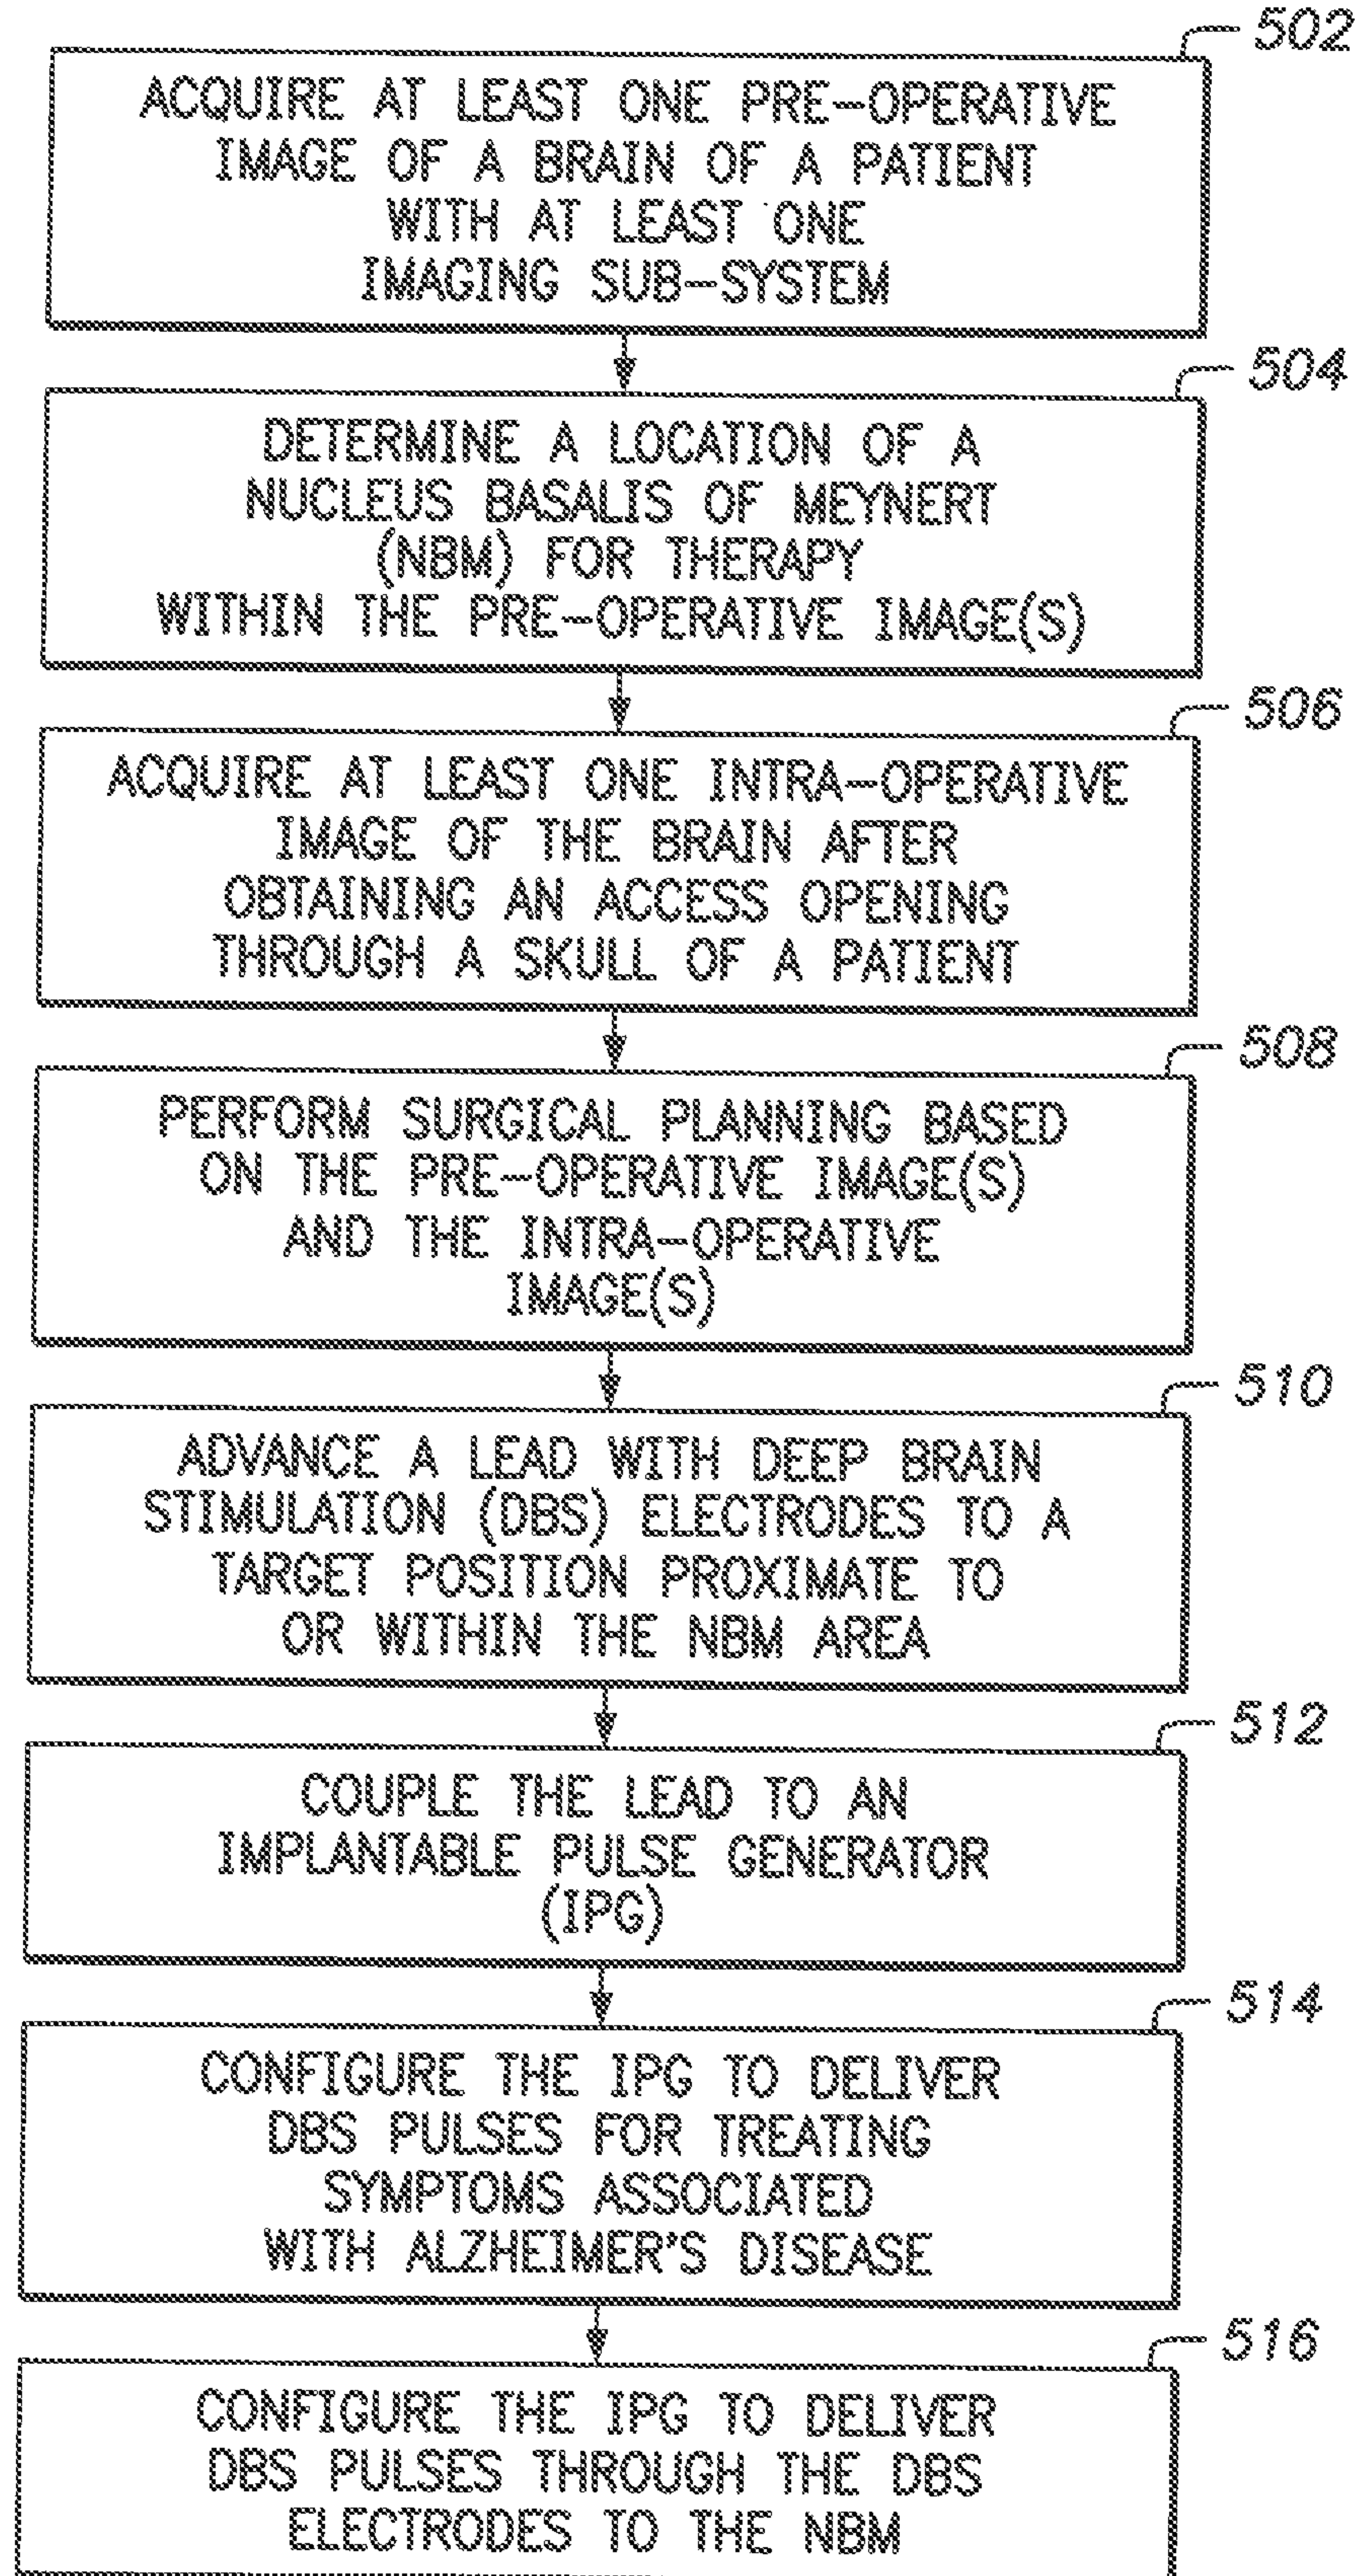 502
ACQUIRE AT LEAST ONE PRE-OPERATIVE
IMAGE OF A BRAIN OF A PATIENT
WITH AT LEAST ONE
IMAGING SUB-SYSTEM
504
DETERMINE A LOCATION OF A
NUCLEUS BASALIS OF MEYNERT
(NBM) FOR THERAPY
WITHIN THE PRE-OPERATIVE IMAGE(S)
506
ACQUIRE AT LEAST ONE INTRA-OPERATIVE
IMAGE OF THE BRAIN AFTER
OBTAINING AN ACCESS OPENING
THROUGH A SKULL OF A PATIENT
508
PERFORM SURGICAL PLANNING BASED
ON THE PRE-OPERATIVE IMAGE(S)
AND THE INTRA-OPERATIVE
IMAGE(S)
510
ADVANCE A LEAD WITH DEEP BRAIN
STIMULATION (DBS) ELECTRODES TO A
TARGET POSITION PROXIMATE TO
OR WITHIN THE NBM AREA
512
COUPLE THE LEAD TO AN
IMPLANTABLE PULSE GENERATOR
(IPG)
514
CONFIGURE THE IPG TO DELIVER
DBS PULSES FOR TREATING
SYMPTOMS ASSOCIATED
WITH ALZHEIMER'S DISEASE
516
CONFIGURE THE IPG TO DELIVER
DBS PULSES THROUGH THE DBS
ELECTRODES TO THE NBM